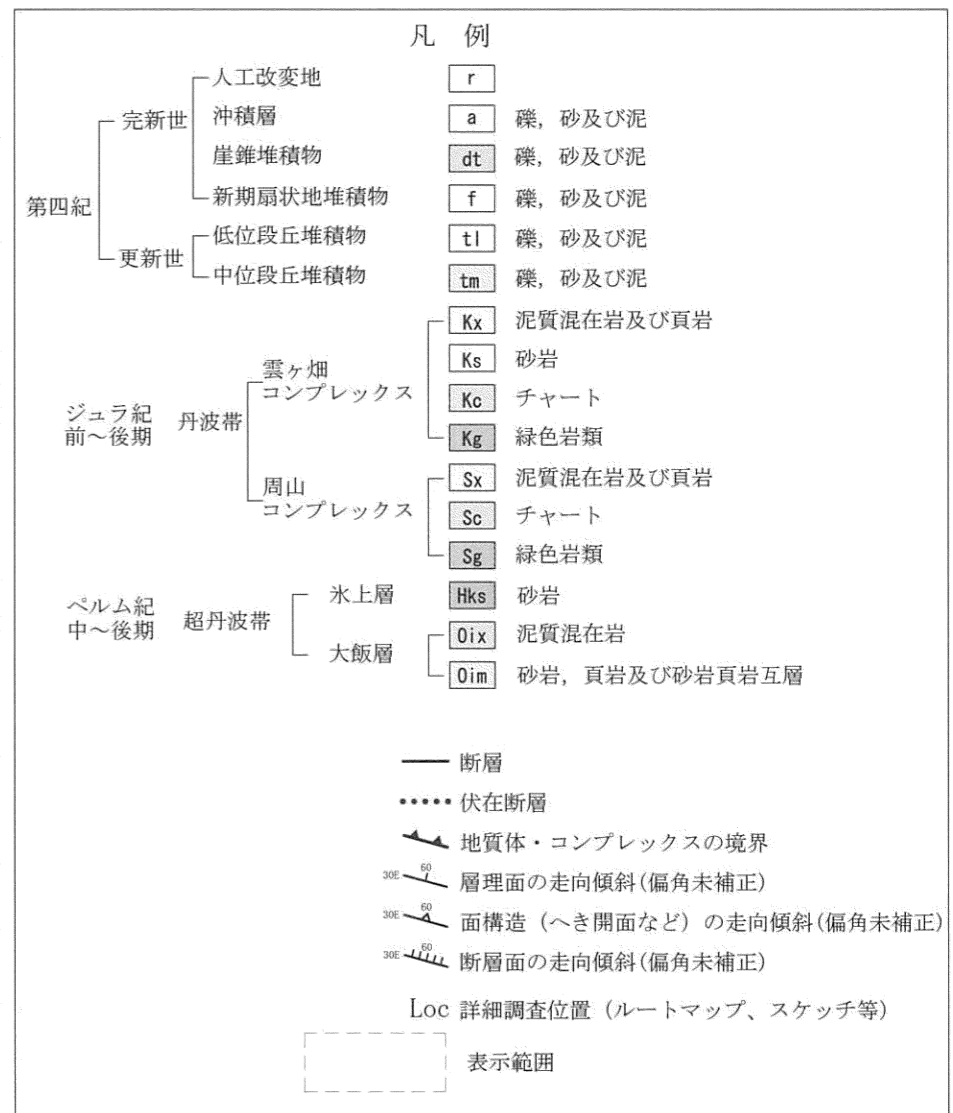 凡 例
人工改変地 r
完新世 沖積層 a 礫，砂及び泥
崖錐堆積物 dt 礫，砂及び泥
第四紀 新期扇状地堆積物 f 礫，砂及び泥
更新世 低位段丘堆積物 tl 礫，砂及び泥
中位段丘堆積物 tm 礫，砂及び泥
Kx 泥質混在岩及び頁岩
雲ヶ畑
コンプレックス
Ks 砂岩
Kc チャート
ジュラ紀
前～後期
丹波帯
Kg 緑色岩類
周山
コンプレックス
Sx 泥質混在岩及び頁岩
Sc チャート
Sg 緑色岩類
ペルム紀
中～後期
超丹波帯
氷上層 Hks 砂岩
大飯層 Oix 泥質混在岩
Oim 砂岩，頁岩及び砂岩頁岩互層
断層
伏在断層
地質体・コンプレックスの境界
30E 60 層理面の走向傾斜(偏角未補正)
30E 60 面構造（へき開面など）の走向傾斜(偏角未補正)
30E 60 断層面の走向傾斜(偏角未補正)
Loc 詳細調査位置（ルートマップ、スケッチ等）
表示範囲